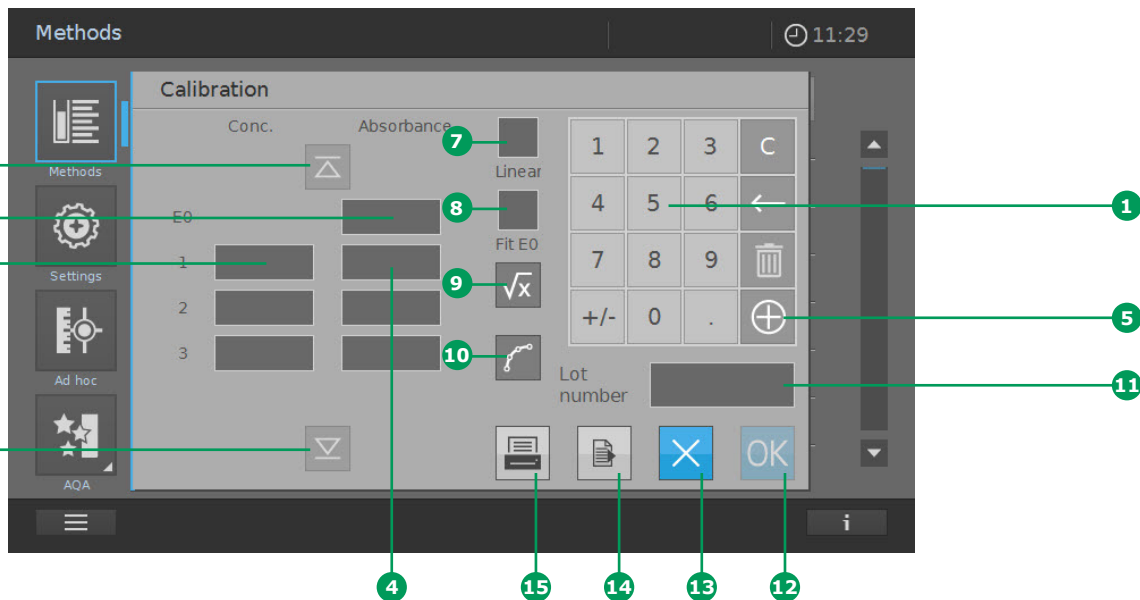 Methods
11:29
Calibration
Conc. Absorbance
7
Linear
1 2 3 C
Methods
E0
8
Fit E0
4 5 6 ←
1
Settings
1
9
√x
7 8 9
2
+/- 0 .
5
3
10
Ad hoc
Lot
number
11
OK
AQA
i
4
15
14
13
12